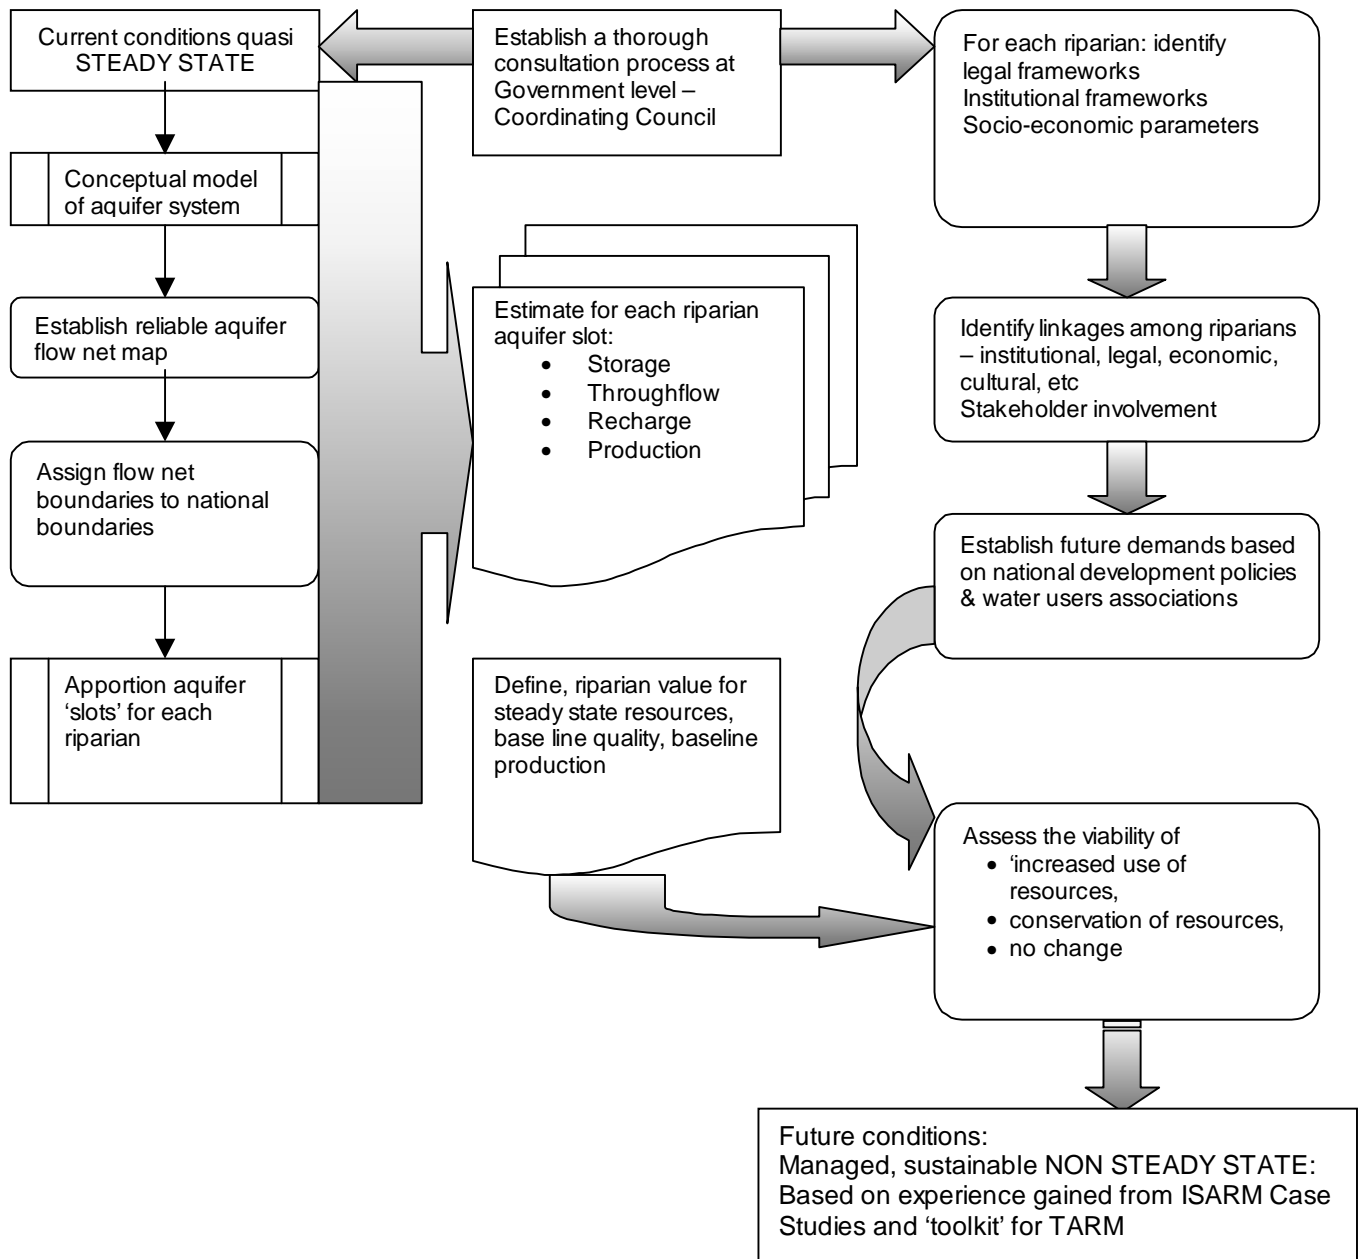 Current conditions quasi
STEADY STATE
Conceptual model
of aquifer system
Establish reliable aquifer
flow net map
Assign flow net
boundaries to national
boundaries
Apportion aquifer
‘slots’ for each
riparian
Establish a thorough
consultation process at
Government level –
Coordinating Council
Estimate for each riparian
aquifer slot:
• Storage
• Throughflow
• Recharge
• Production
Define, riparian value for
steady state resources,
base line quality, baseline
production
For each riparian: identify
legal frameworks
Institutional frameworks
Socio-economic parameters
Identify linkages among riparians
– institutional, legal, economic,
cultural, etc
Stakeholder involvement
Establish future demands based
on national development policies
& water users associations
Assess the viability of
• ‘increased use of
resources,
• conservation of resources,
• no change
Future conditions:
Managed, sustainable NON STEADY STATE:
Based on experience gained from ISARM Case
Studies and ‘toolkit’ for TARM